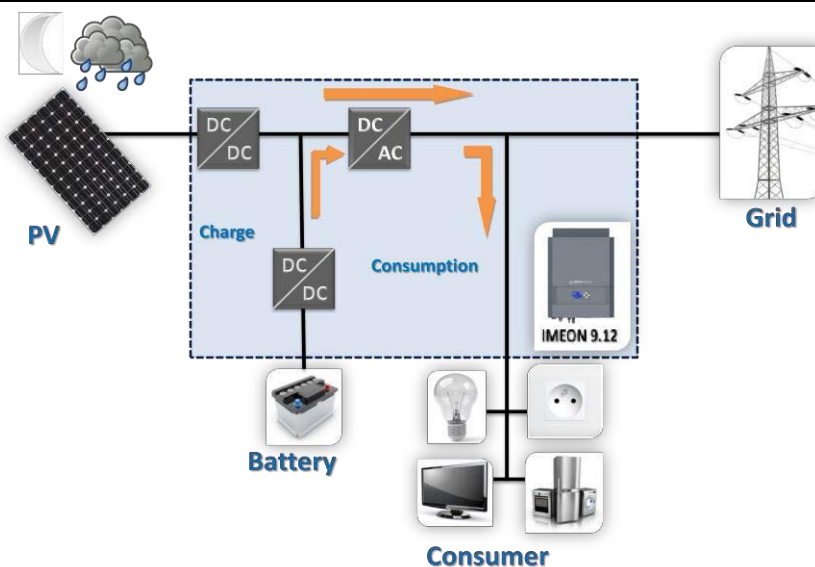 DC
DC
DC
AC
Grid
PV
Charge
DC
DC
Consumption
IMEON 9.12
Battery
Consumer